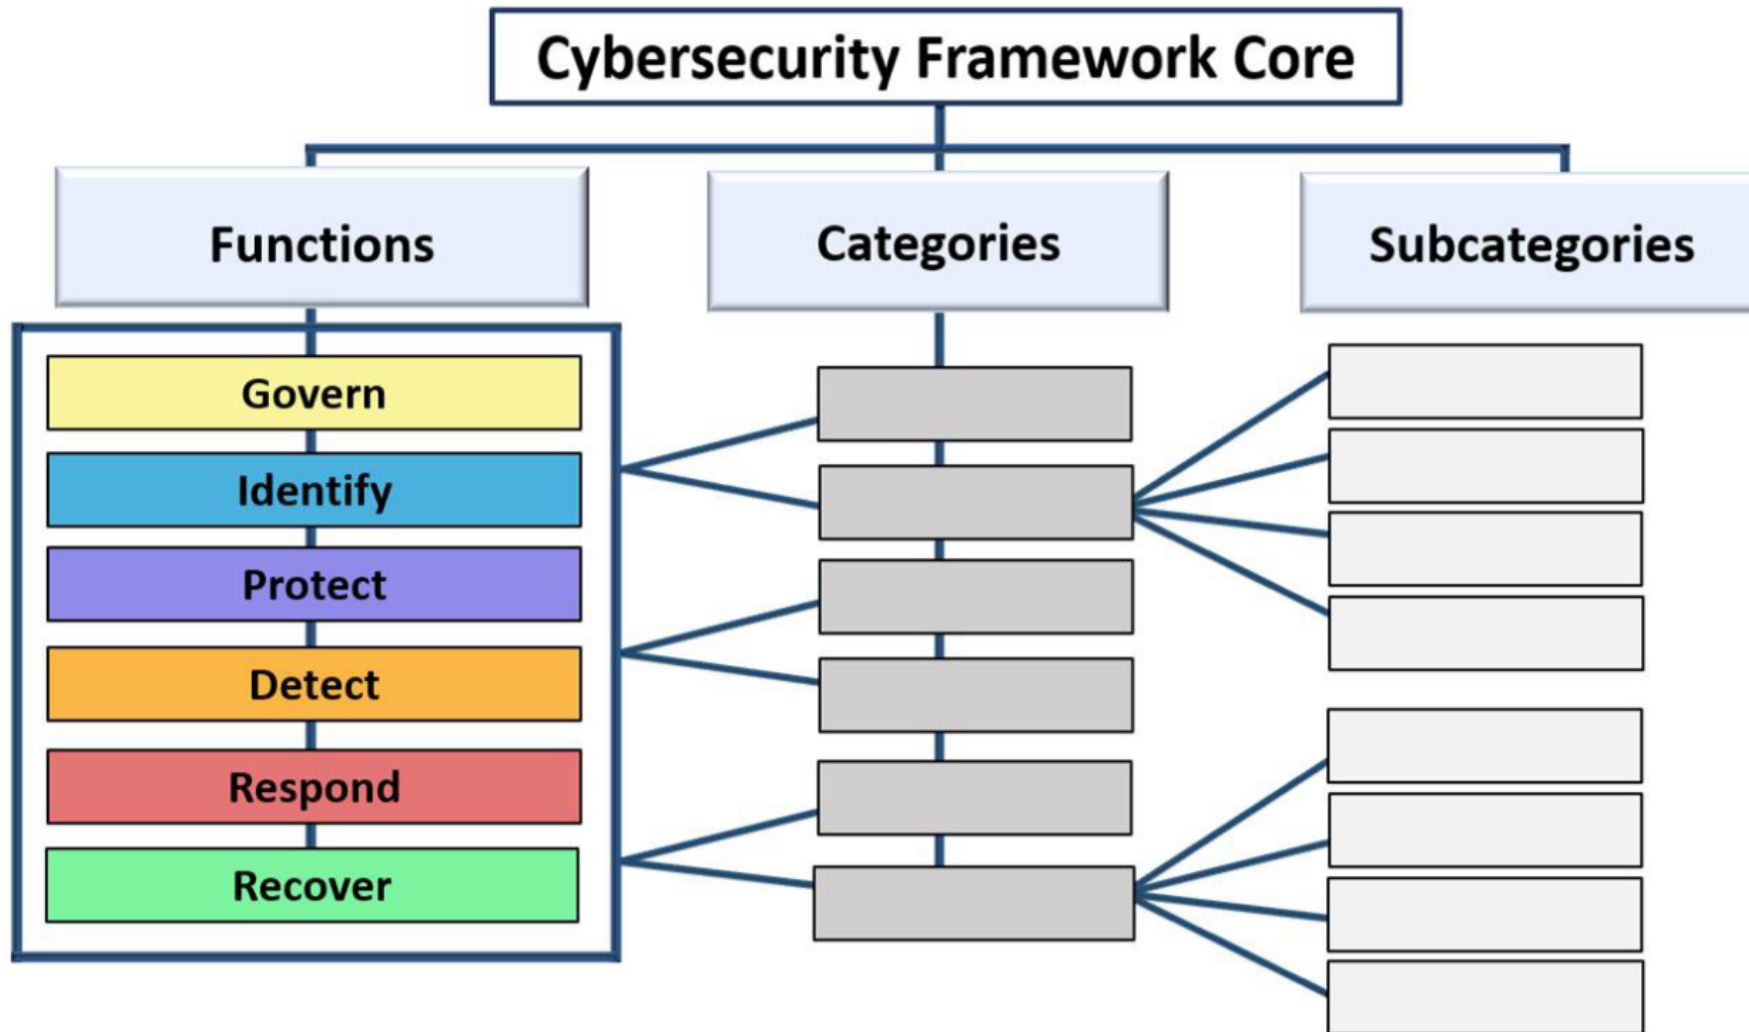 Cybersecurity Framework Core
Functions
Categories
Subcategories
Govern
Identify
Protect
Detect
Respond
Recover